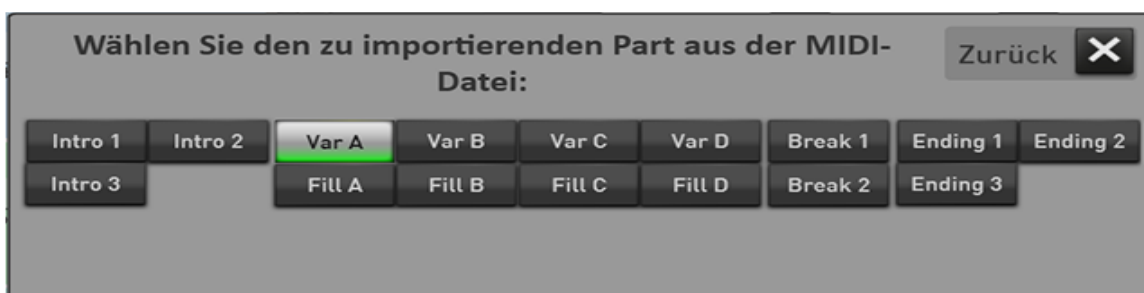 Wählen Sie den zu importierenden Part aus der MIDI-
Datei:
Zurück
Intro 1 Intro 2 Var A Var B Var C Var D Break 1 Ending 1 Ending 2
Intro 3 Fill A Fill B Fill C Fill D Break 2 Ending 3